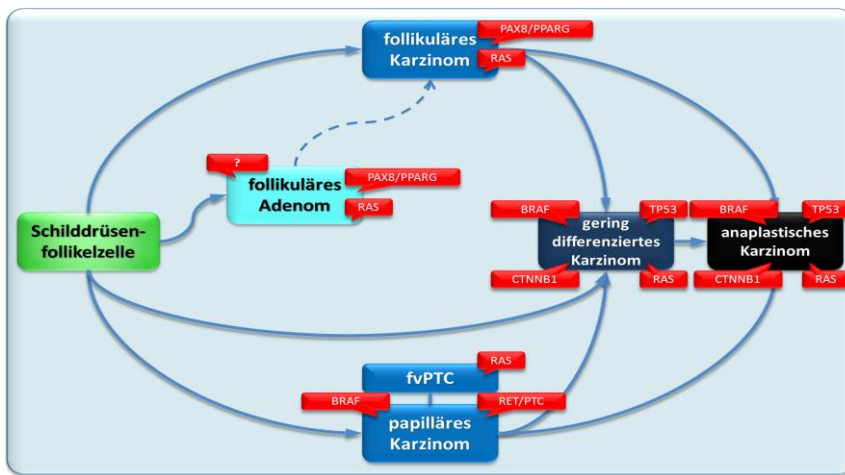 PAX8/PPARG
follikuläres
Karzinom
RAS
?
follikuläres
Adenom
PAX8/PPARG
RAS
Schilddrüsen-
follikelzelle
BRAF
TP53
gering
differenziertes
Karzinom
CTNNB1
RAS
BRAF
TP53
anaplastisches
Karzinom
CTNNB1
RAS
RAS
fvPTC
BRAF
RET/PTC
papilläres
Karzinom